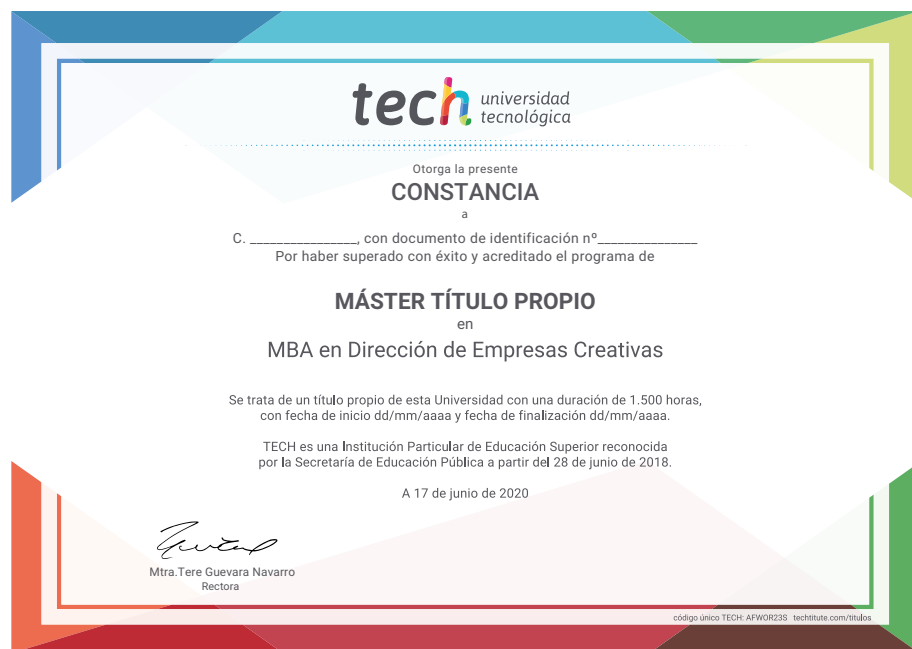 tech universidad
tecnológica
Otorga la presente
CONSTANCIA
a
C. ________________, con documento de identificación nº_______________
Por haber superado con éxito y acreditado el programa de
MÁSTER TÍTULO PROPIO
en
MBA en Dirección de Empresas Creativas
Se trata de un título propio de esta Universidad con una duración de 1.500 horas,
con fecha de inicio dd/mm/aaaa y fecha de finalización dd/mm/aaaa.
TECH es una Institución Particular de Educación Superior reconocida
por la Secretaría de Educación Pública a partir del 28 de junio de 2018.
A 17 de junio de 2020
Mtra.Tere Guevara Navarro
Rectora
código único TECH: AFWOR23S techtitute.com/titulos